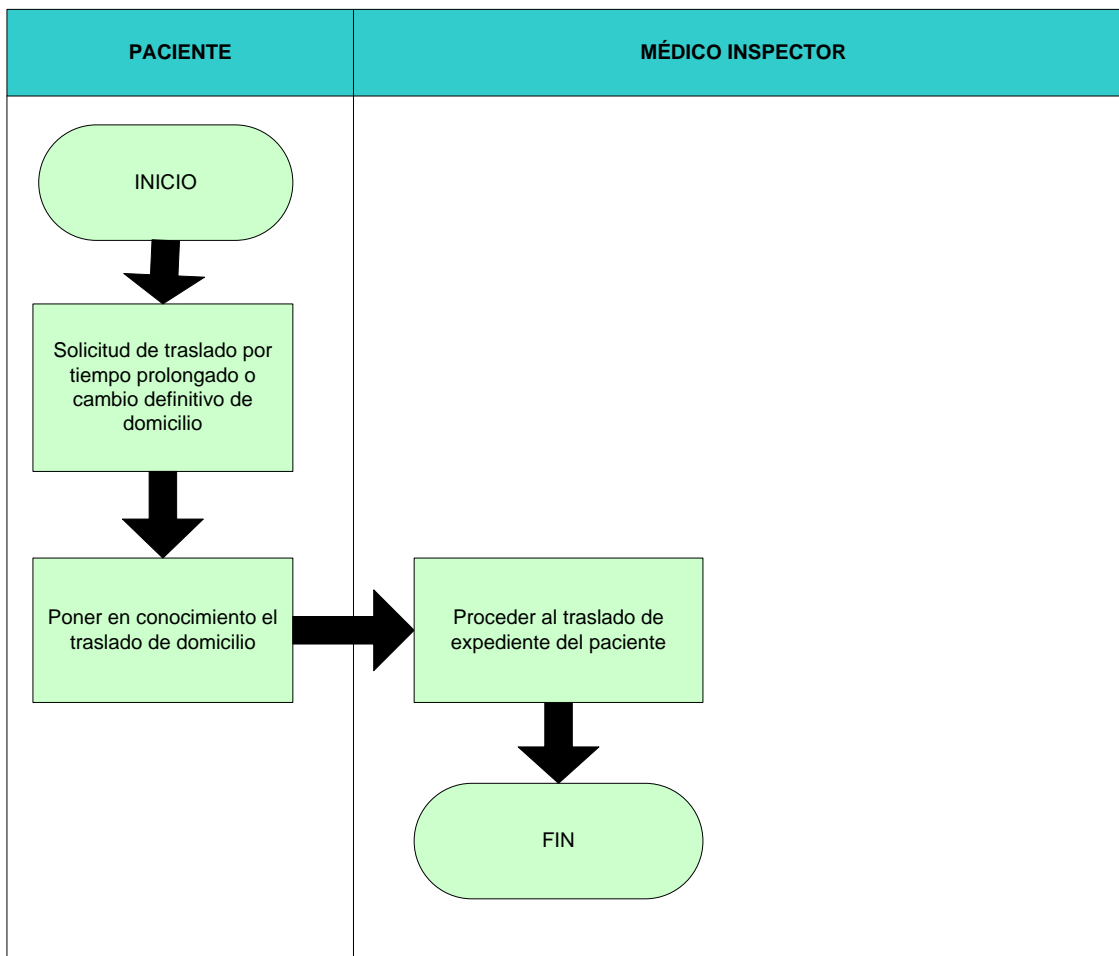 PACIENTE
MÉDICO INSPECTOR
INICIO
Solicitud de traslado por
tiempo prolongado o
cambio definitivo de
domicilio
Poner en conocimiento el
traslado de domicilio
Proceder al traslado de
expediente del paciente
FIN